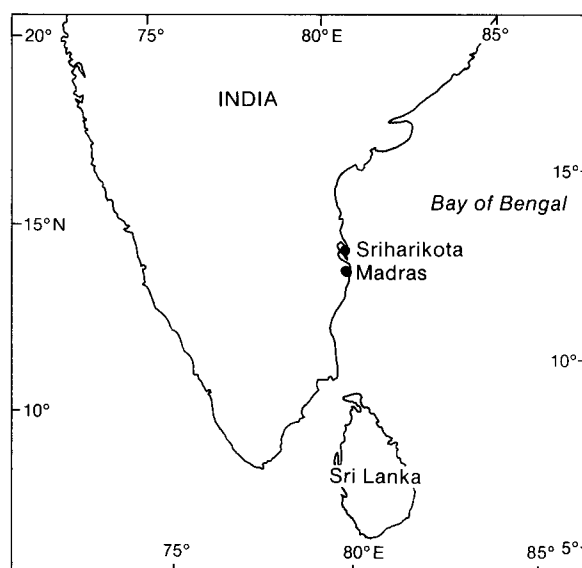 20°
75°
80°E
85°
INDIA
15°
Bay of Bengal
15°N
Sriharikota
Madras
10°
10°
Sri Lanka
75°
80°
85°
5°